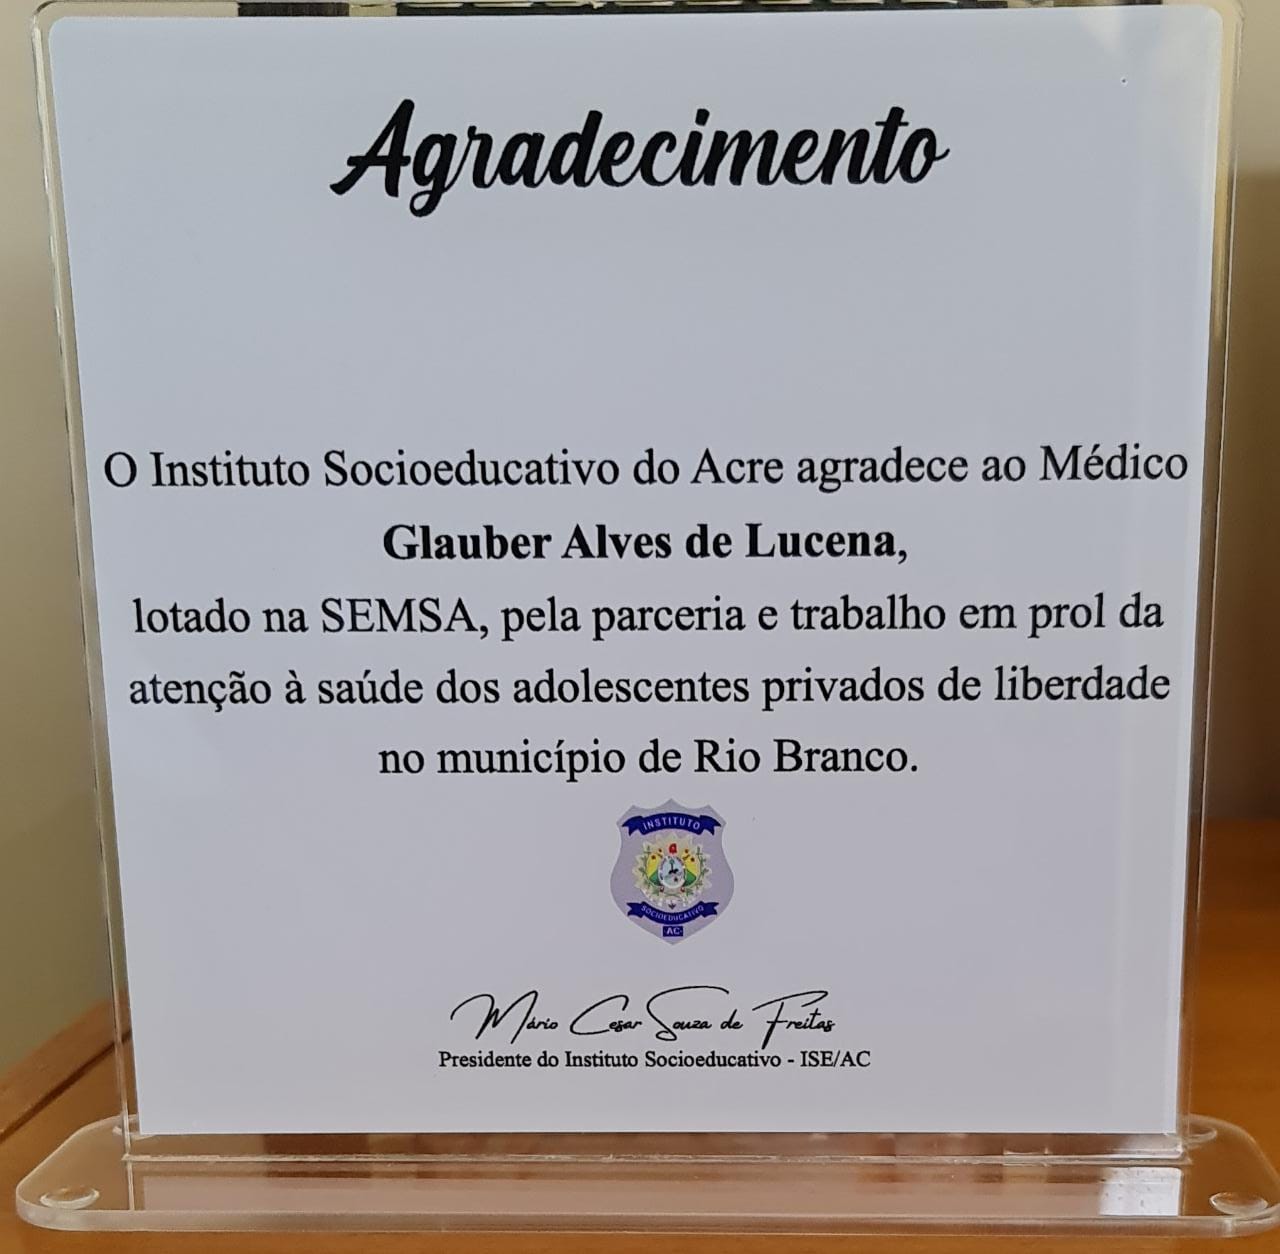 Agradecimento
O Instituto Socioeducativo do Acre agradece ao Médico
Glauber Alves de Lucena,
lotado na SEMSA, pela parceria e trabalho em prol da
atenção à saúde dos adolescentes privados de liberdade
no município de Rio Branco.
INSTITUTO
SOCIOEDUCATIVO
AC
Mário Cesar Souza de Freitas
Presidente do Instituto Socioeducativo - ISE/AC